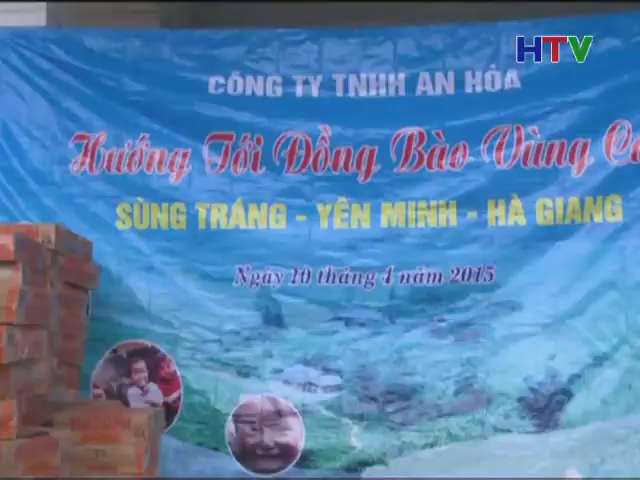 HTV
CÔNG TY TNHH AN HÒA
Hướng Tới Đồng Bào Vùng
SÙNG TRÁNG - YÊN MINH - HÀ GIANG
Ngày 10 tháng 4 năm 2015